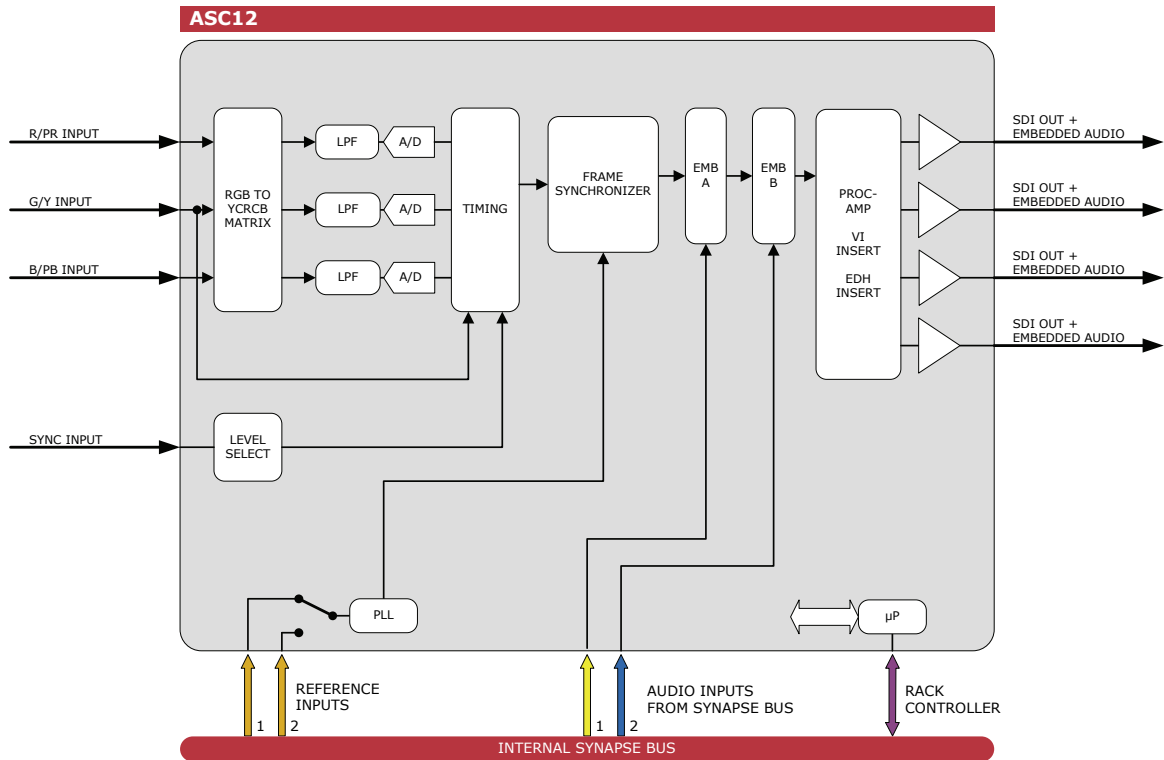 ASC12
R/PR INPUT
G/Y INPUT
B/PB INPUT
SYNC INPUT
RGB TO
YCRCB
MATRIX
LPF
A/D
LPF
A/D
LPF
A/D
TIMING
FRAME
SYNCHRONIZER
EMB
A
EMB
B
PROC-
AMP
VI
INSERT
EDH
INSERT
SDI OUT +
EMBEDDED AUDIO
SDI OUT +
EMBEDDED AUDIO
SDI OUT +
EMBEDDED AUDIO
SDI OUT +
EMBEDDED AUDIO
LEVEL
SELECT
PLL
µP
REFERENCE
INPUTS
1
2
AUDIO INPUTS
FROM SYNAPSE BUS
1
2
RACK
CONTROLLER
INTERNAL SYNAPSE BUS